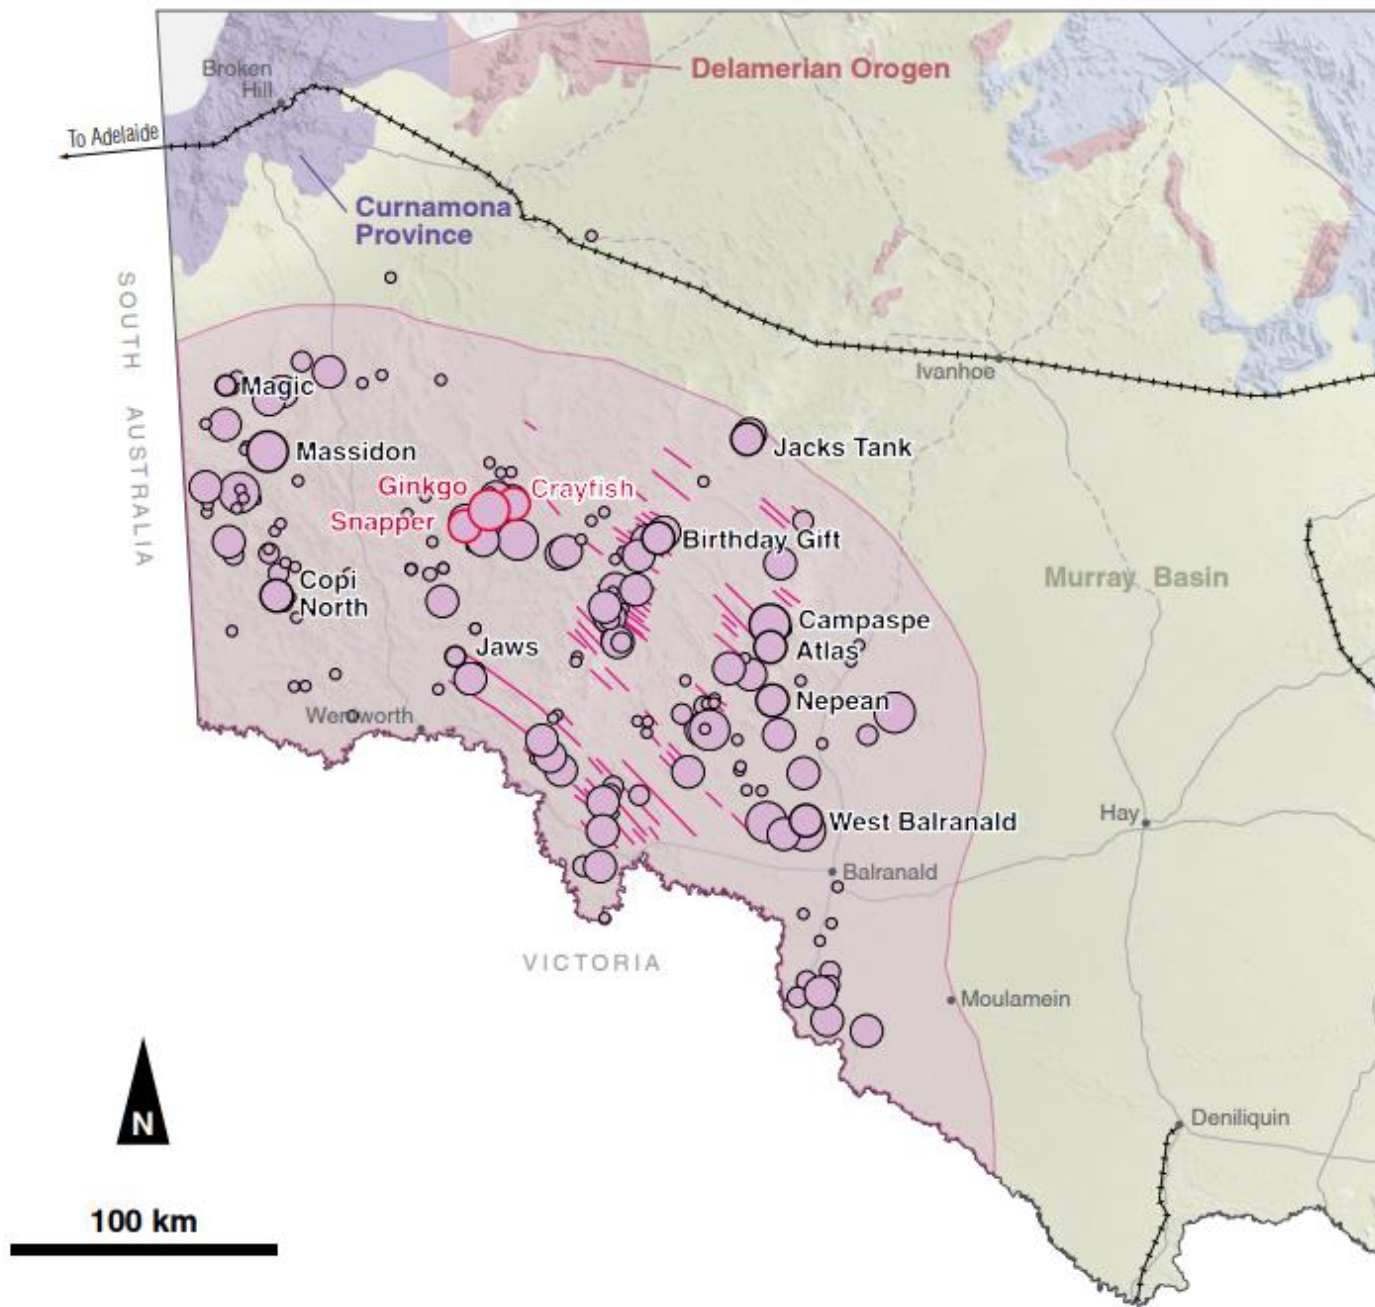 Broken
Hill
Delamerian Orogen
To Adelaide
Curnamona
Province
SOUTH AUSTRALIA
Ivanhoe
Magic
Massidon
Jacks Tank
Ginkgo
Crayfish
Snapper
Birthday Gift
Murray Basin
Copi
North
Campaspe
Atlas
Jaws
Nepean
Wentworth
West Balranald
Hay
Balranald
VICTORIA
Moulamein
N
Deniliquin
100 km